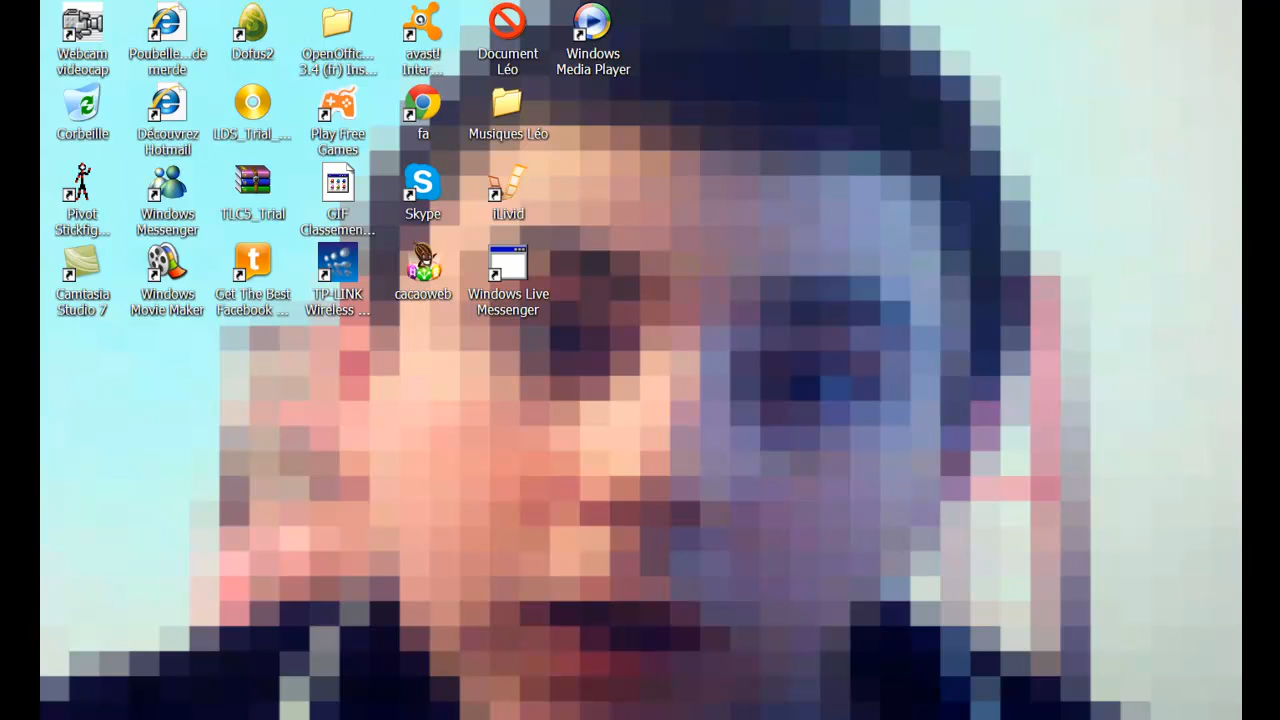 Webcam
videocap
Poubelle...de
merde
Dofus2
OpenOffic...
3.4 (fr) Ins...
avast!
Inter...
Document
Léo
Windows
Media Player
Corbeille
Découvrez
Hotmail
LDS_Trial_...
Play Free
Games
fa
Musiques Léo
Pivot
Stickfig...
Windows
Messenger
TLC5_Trial
GIF
Classemen...
Skype
iLivid
Camtasia
Studio 7
Windows
Movie Maker
Get The Best
Facebook ...
TP-LINK
Wireless ...
cacaoweb
Windows Live
Messenger